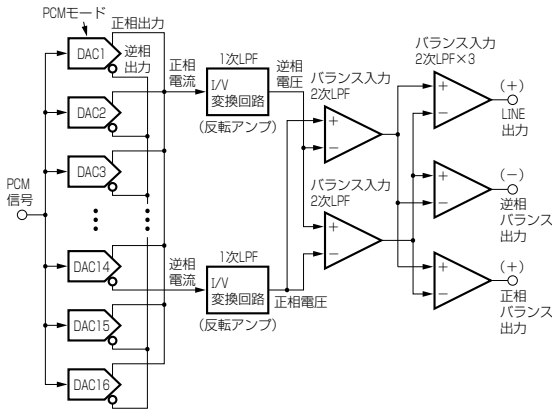 PCMモード
正相出力
DAC1
逆相
出力
正相
電流
1次LPF
I/V
変換回路
(反転アンプ)
逆相
電圧
バランス入力
2次LPF
+
−
バランス入力
2次LPF×3
+
−
(+)
LINE
出力
DAC2
DAC3
PCM
信号
バランス入力
2次LPF
+
−
+
−
(−)
逆相
バランス
出力
DAC14
逆相
電流
1次LPF
I/V
変換回路
(反転アンプ)
正相電圧
+
−
(+)
正相
バランス
出力
DAC15
DAC16